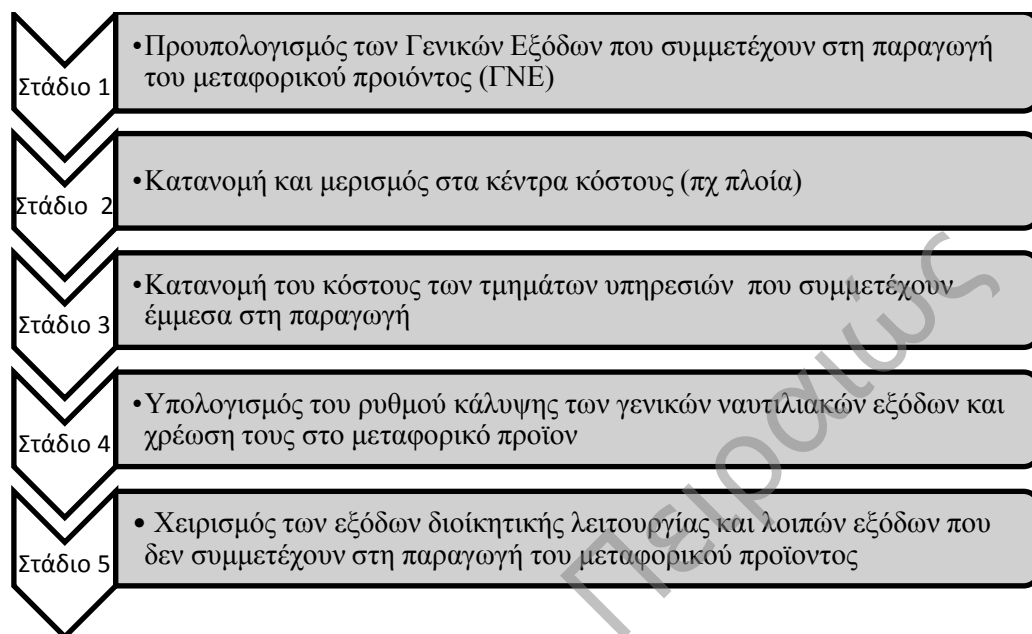 Στάδιο 1
•Προυπολογισμός των Γενικών Εξόδων που συμμετέχουν στη παραγωγή
του μεταφορικού προιόντος (ΓΝΕ)
Στάδιο 2
•Κατανομή και μερισμός στα κέντρα κόστους (πχ πλοία)
Στάδιο 3
•Κατανομή του κόστους των τμημάτων υπηρεσιών που συμμετέχουν
έμμεσα στη παραγωγή
Στάδιο 4
•Υπολογισμός του ρυθμού κάλυψης των γενικών ναυτιλιακών εξόδων και
χρέωση τους στο μεταφορικό προϊον
Στάδιο 5
• Χειρισμός των εξόδων διοίκητικής λειτουργίας και λοιπών εξόδων που
δεν συμμετέχουν στη παραγωγή του μεταφορικού προϊοντος
Πειραιώς